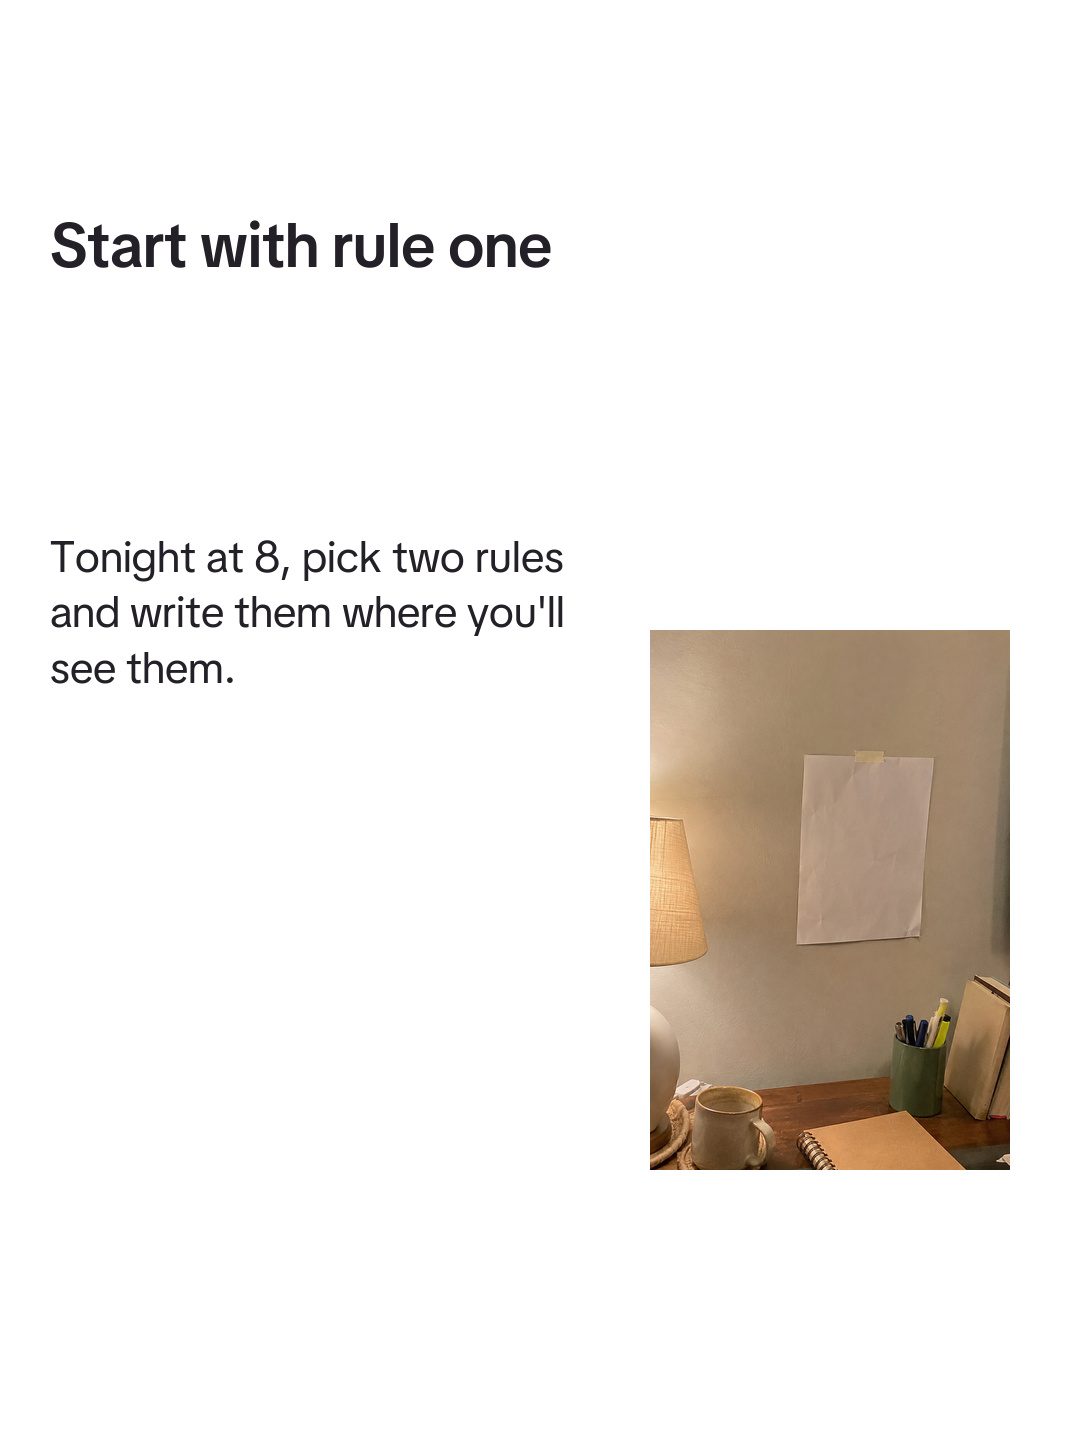 Start with rule one
Tonight at 8, pick two rules
and write them where you'll
see them.